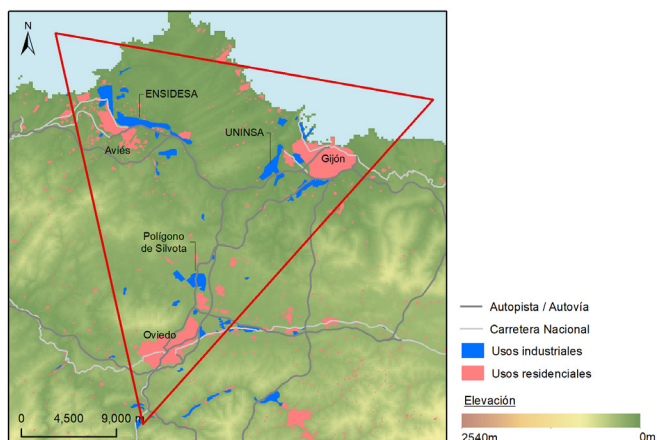 N
ENSIDESA
UNINSA
Avlés
Gijón
Polígono
de Silvota
Oviedo
0 4,500 9,000 m
Autopista / Autovía
Carretera Nacional
Usos industriales
Usos residenciales
Elevación
2540m 0m